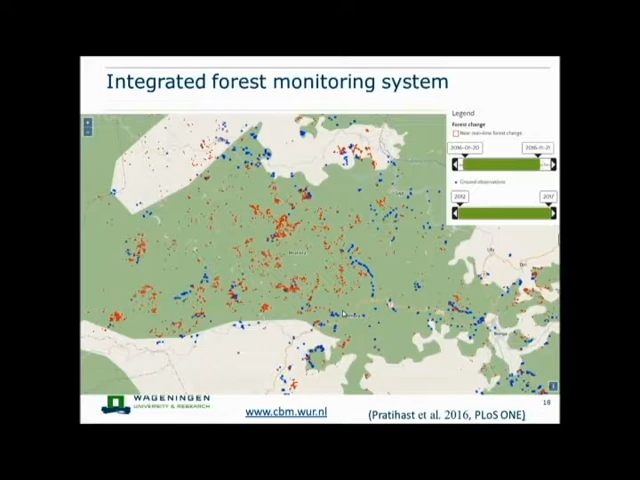 Integrated forest monitoring system
Legend
Forest change
Near real-time forest change
2016-01-20
2016-11-21
Ground observations
2012
2017
WAGENINGEN
UNIVERSITY & RESEARCH
www.cbm.wur.nl
(Pratihast et al. 2016, PLoS ONE]
18